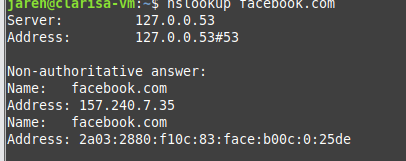 jaren@clarisa-vm:~$ nslookup facebook.com
Server:         127.0.0.53
Address:        127.0.0.53#53

Non-authoritative answer:
Name:   facebook.com
Address: 157.240.7.35
Name:   facebook.com
Address: 2a03:2880:f10c:83:face:b00c:0:25de